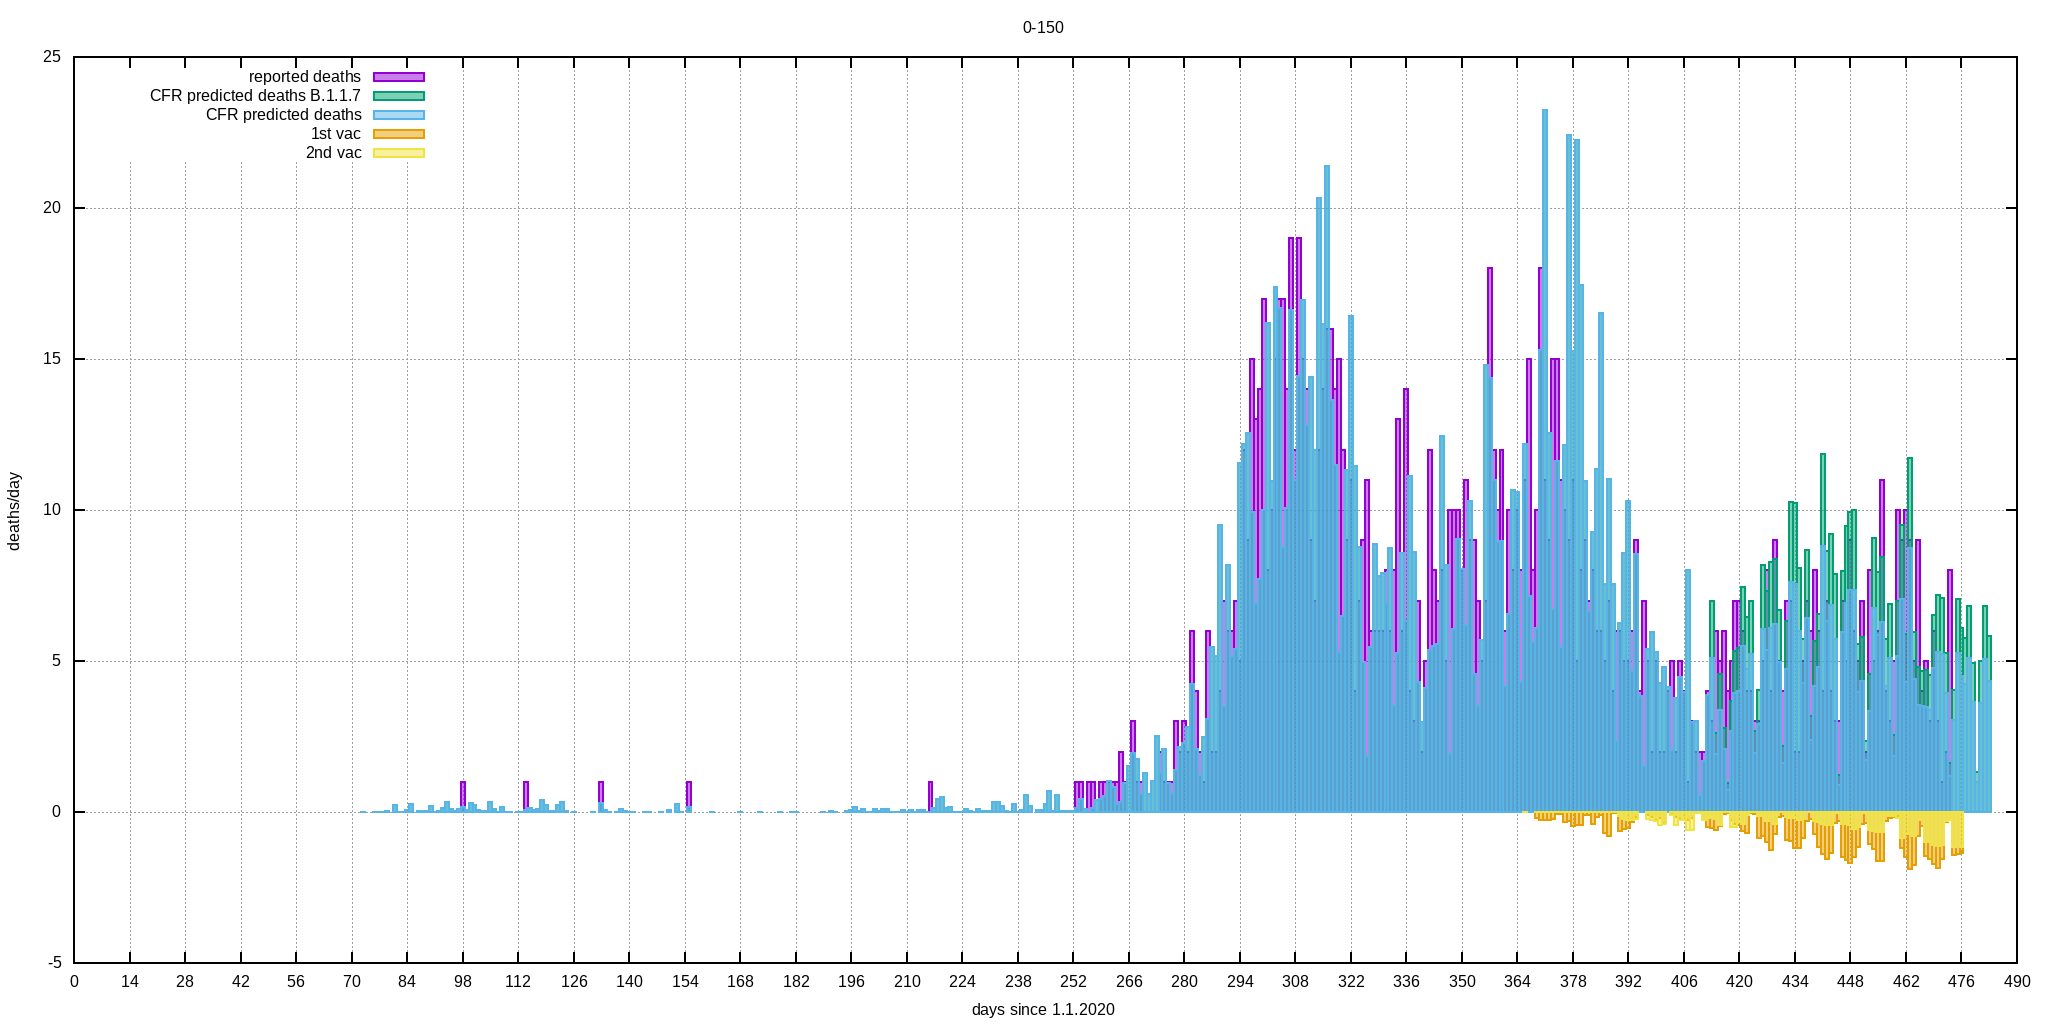 0-150
25
reported deaths
CFR predicted deaths B.1.1.7
CFR predicted deaths
1st vac
2nd vac
20
15
10
5
0
-5
deaths/day
0 14 28 42 56 70 84 98 112 126 140 154 168 182 196 210 224 238 252 266 280 294 308 322 336 350 364 378 392 406 420 434 448 462 476 490
days since 1.1.2020